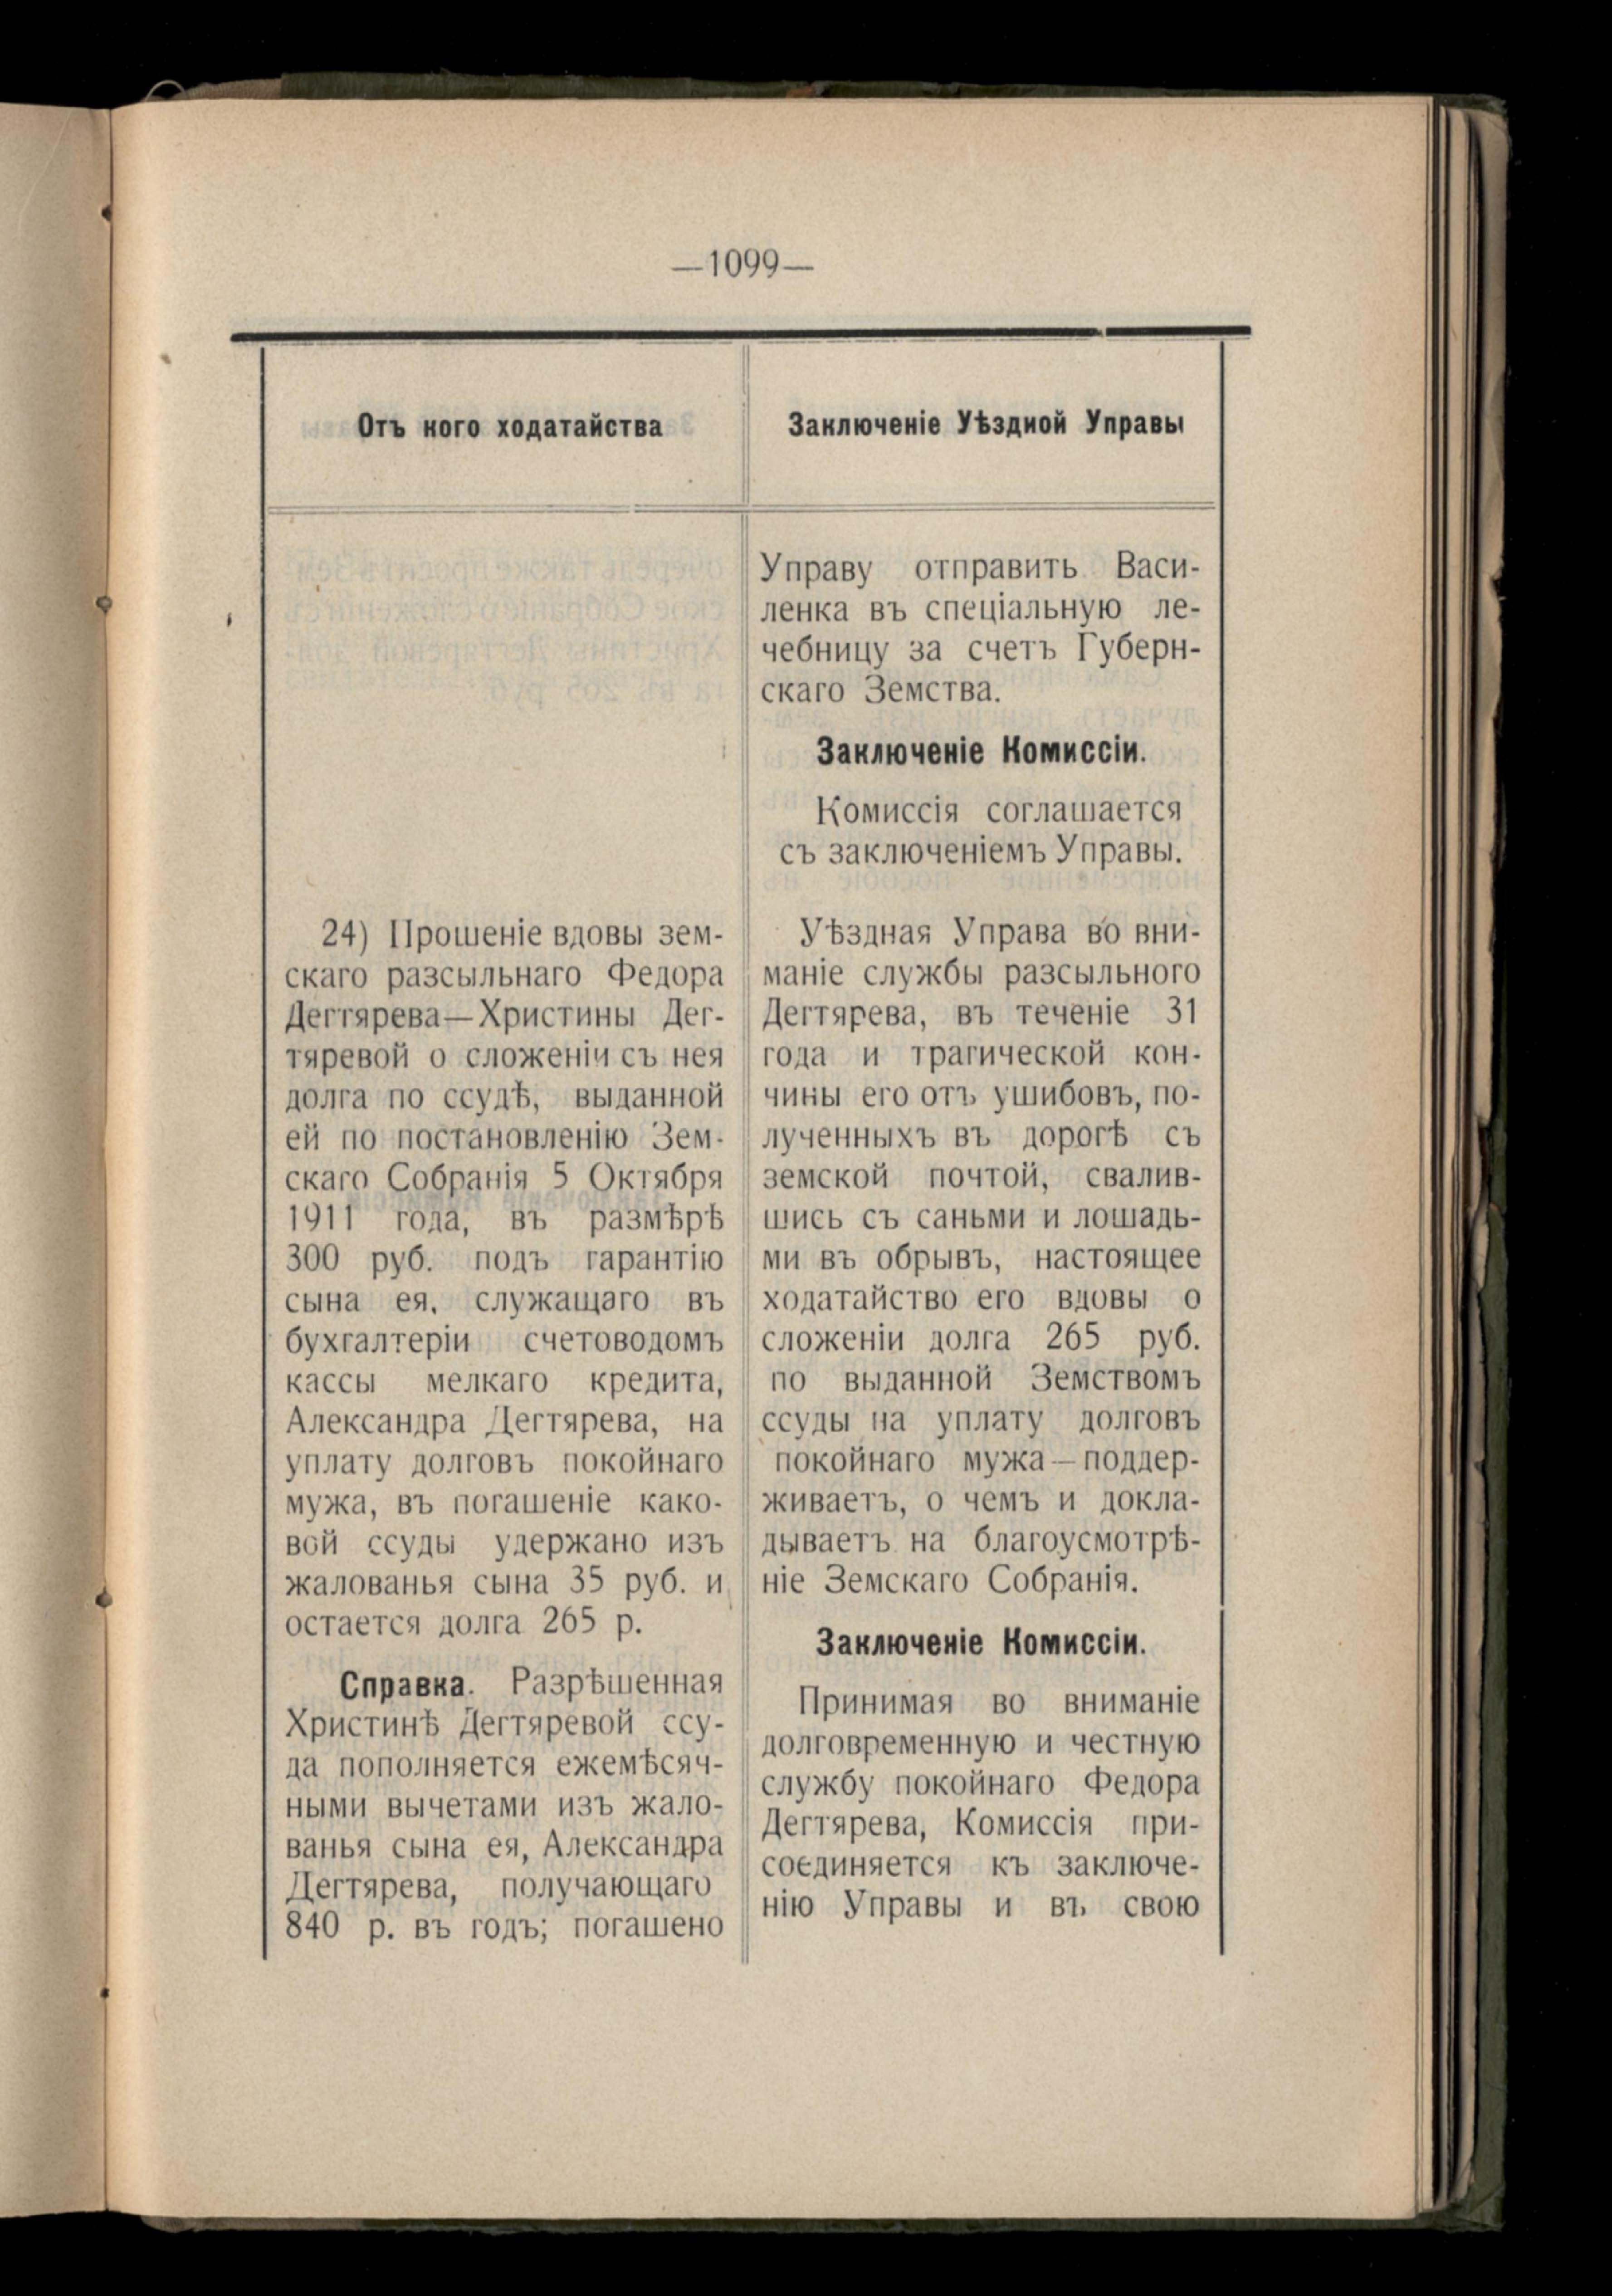 —1099—
Отъ кого ходатайства
Заключеніе Уѣздной Управы
Управу отправить Васи-
ленка въ спеціальную ле-
чебницу за счетъ Губерн-
скаго Земства.
Заключеніе Комиссіи.
Комиссія соглашается
съ заключеніемъ Управы.
24) Прошеніе вдовы зем-
скаго разсыльнаго Федора
Дегтярева—Христины Дег-
тяревой о сложеніи съ нея
долга по ссудѣ, выданной
ей по постановленію Зем-
скаго Собранія 5 Октября
1911 года, въ размѣрѣ
300 руб. подъ гарантію
сына ея, служащаго въ
бухгалтеріи счетоводомъ
кассы мелкаго кредита,
Александра Дегтярева, на
уплату долговъ покойнаго
мужа, въ погашеніе како-
вой ссуды удержано изъ
жалованья сына 35 руб. и
остается долга 265 р.
Справка. Разрѣшенная
Христинѣ Дегтяревой ссу-
да пополняется ежемѣсяч-
ными вычетами изъ жало-
ванья сына ея, Александра
Дегтярева, получающаго
840 р. въ годъ; погашено
Уѣздная Управа во вни-
маніе службы разсыльного
Дегтярева, въ теченіе 31
года и трагической кон-
чины его отъ ушибовъ, по-
лученныхъ въ дорогѣ съ
земской почтой, свалив-
шись съ саньми и лошадь-
ми въ обрывъ, настоящее
ходатайство его вдовы о
сложеніи долга 265 руб.
по выданной Земствомъ
ссуды на уплату долговъ
покойнаго мужа—поддер-
живаетъ, о чемъ и докла-
дываетъ на благоусмотрѣ-
ніе Земскаго Собранія.
Заключеніе Комиссіи.
Принимая во вниманіе
долговременную и честную
службу покойнаго Федора
Дегтярева, Комиссія при-
соединяется къ заключе-
нію Управы и въ свою